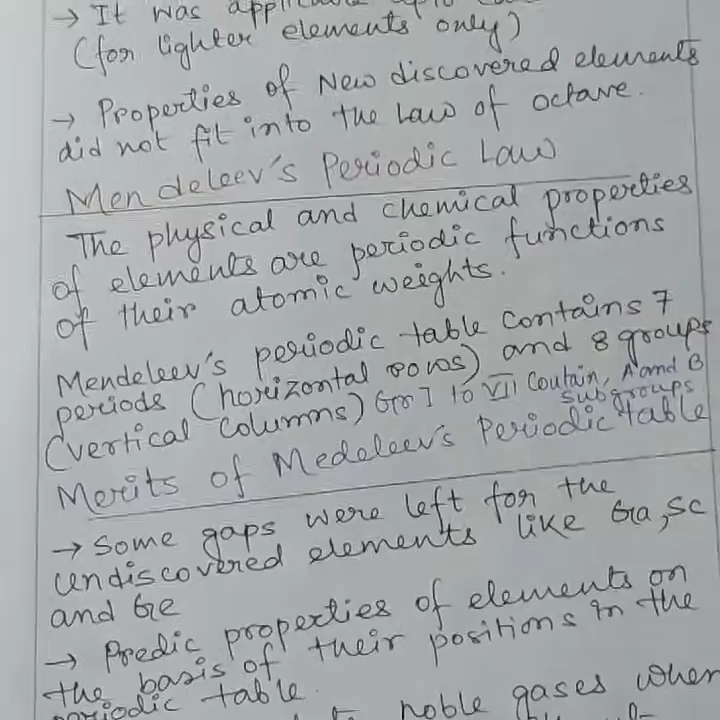 → It was
(for lighter elements only)
→ Properties of New discovered elements
did not fit into the Law of octave.
Mendeleev's Periodic Law
The physical and chemical properties
of elements are periodic functions
of their atomic weights.
Mendeleev's periodic table contains 7
periods (horizontal rows) and 8 groups
(vertical columns) Gr I to VII Contain, A and B
subgroups
Merits of Medeleev's Periodic table
→ Some gaps were left for the
undiscovered elements like Ga, Sc
and Ge
→ Predic properties of elements on
the basis of their positions in the
periodic table.
noble gases when